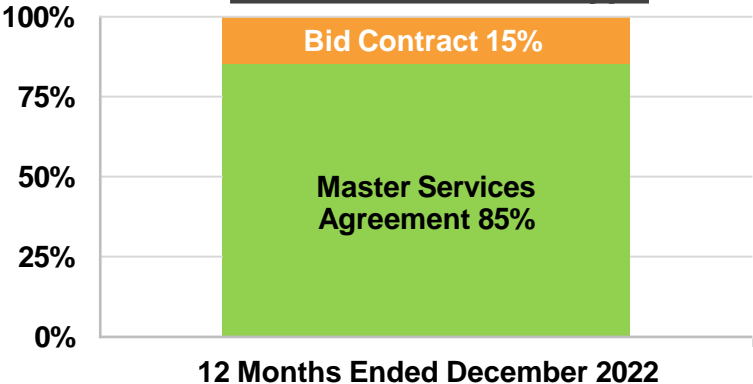 100%
Bid Contract 15%
75%
50%
Master Services
Agreement 85%
25%
0%
12 Months Ended December 2022